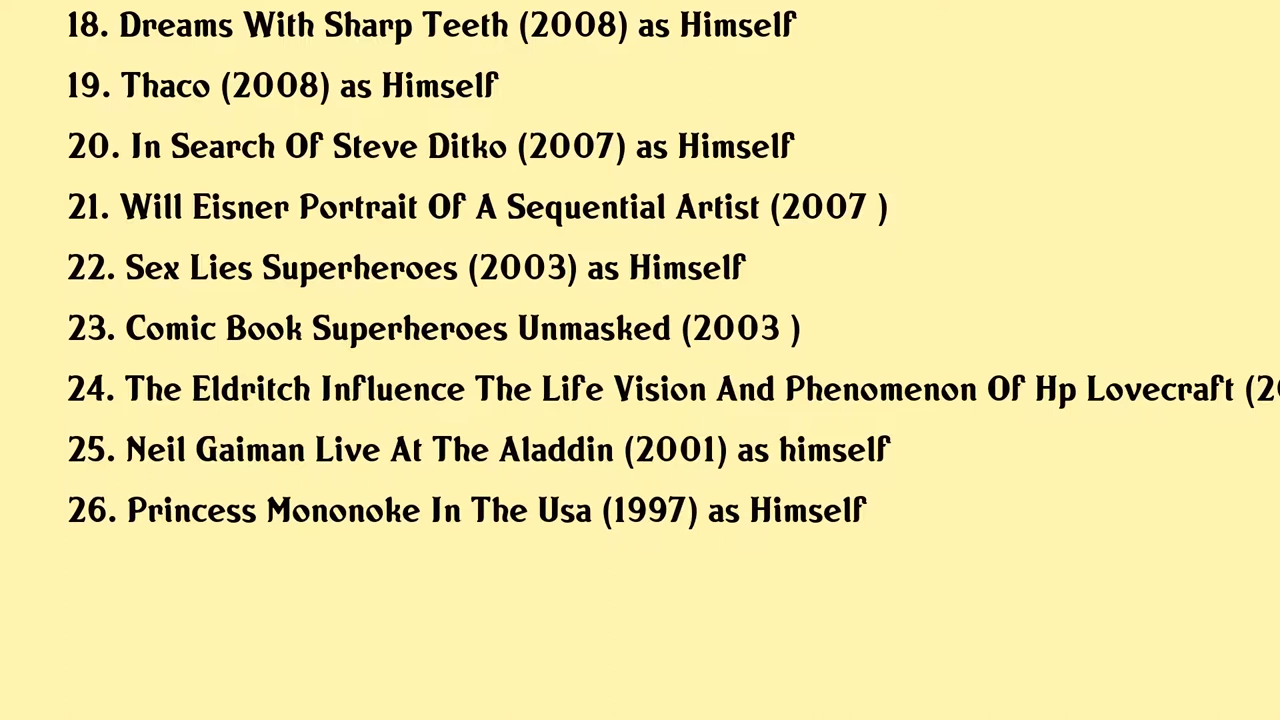 18. Dreams With Sharp Teeth (2008) as Himself
19. Thaco (2008) as Himself
20. In Search Of Steve Ditko (2007) as Himself
21. Will Eisner Portrait Of A Sequential Artist (2007 )
22. Sex Lies Superheroes (2003) as Himself
23. Comic Book Superheroes Unmasked (2003 )
24. The Eldritch Influence The Life Vision And Phenomenon Of Hp Lovecraft
25. Neil Gaiman Live At The Aladdin (2001) as himself
26. Princess Mononoke In The Usa (1997) as Himself